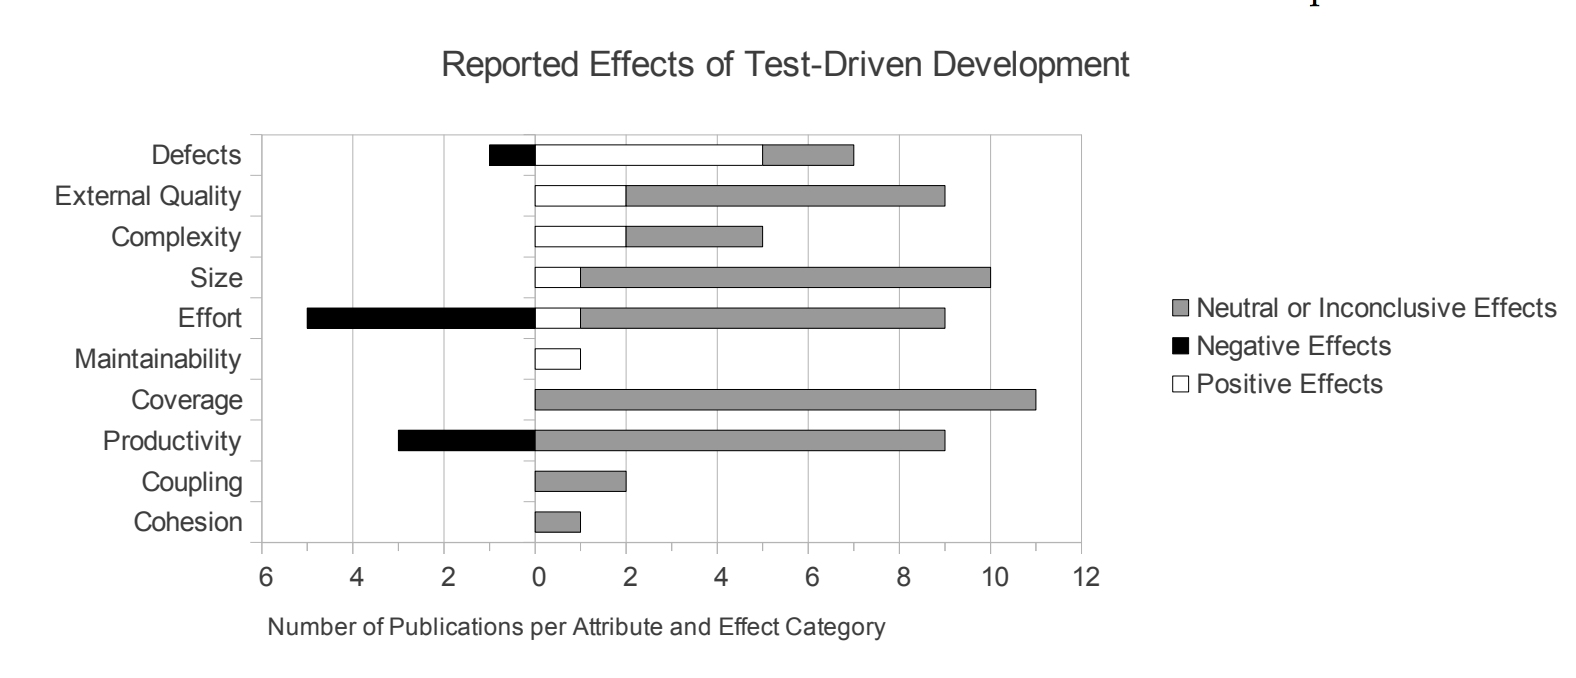 Reported Effects of Test-Driven Development
Defects
External Quality
Complexity
Size
Effort
Maintainability
Coverage
Productivity
Coupling
Cohesion
6 4 2 0 2 4 6 8 10 12
Number of Publications per Attribute and Effect Category
Neutral or Inconclusive Effects
Negative Effects
Positive Effects